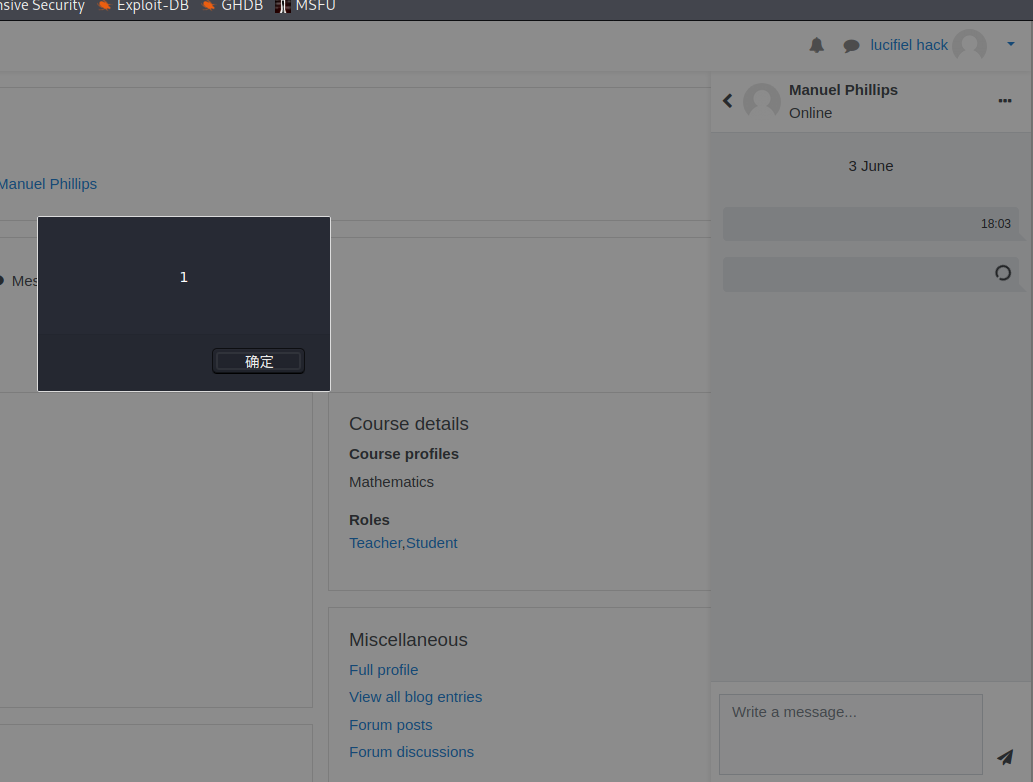 nsive Security Exploit-DB GHDB MSFU
lucifiel hack
Manuel Phillips
Online
3 June
Manuel Phillips
18:03
Mes
1
确定
Course details
Course profiles
Mathematics
Roles
Teacher,Student
Miscellaneous
Full profile
View all blog entries
Forum posts
Forum discussions
Write a message...